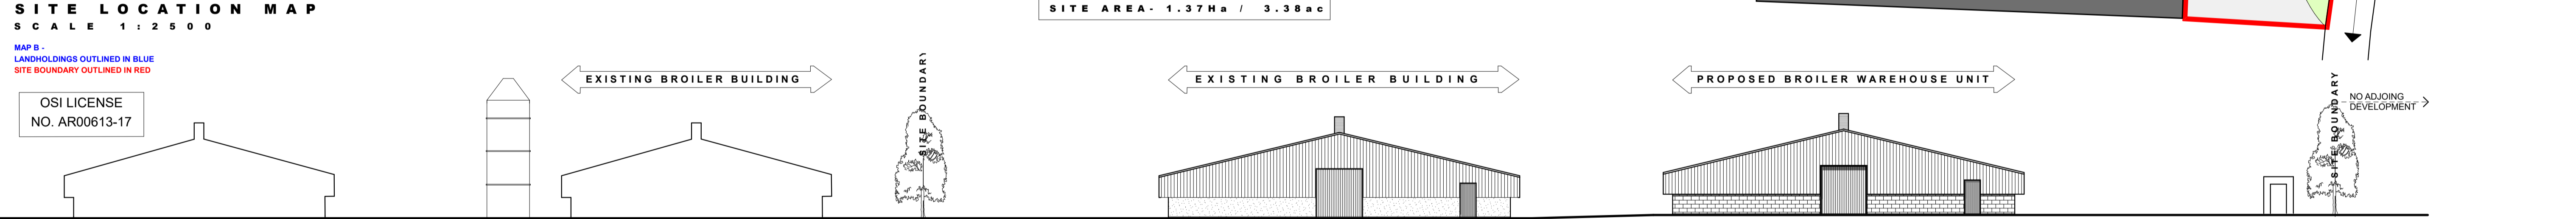 SITE LOCATION MAP
SCALE 1:2500
MAP B -
LANDHOLDINGS OUTLINED IN BLUE
SITE BOUNDARY OUTLINED IN RED
OSI LICENSE
NO. AR00613-17
SITE AREA- 1.37Ha / 3.38ac
EXISTING BROILER BUILDING
SITE BOUNDARY
EXISTING BROILER BUILDING
PROPOSED BROILER WAREHOUSE UNIT
SITE BOUNDARY
NO ADJOING
DEVELOPMENT